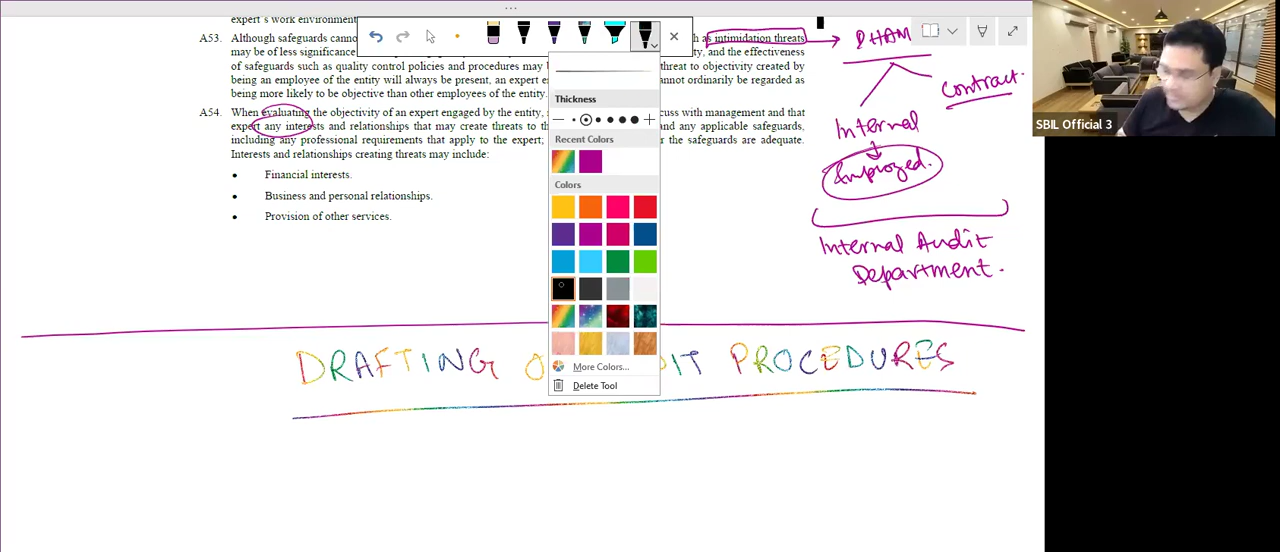 expert's work environment
A53. Although safeguards cannot as intimidation threats
may be of less significance and the effectiveness
of safeguards such as quality control policies and procedures may threat to objectivity created by
being an employee of the entity will always be present, an expert cannot ordinarily be regarded as
being more likely to be objective than other employees of the entity.
A54. When evaluating the objectivity of an expert engaged by the entity, discuss with management and that
expert any interests and relationships that may create threats to and any applicable safeguards,
including any professional requirements that apply to the expert; the safeguards are adequate.
Interests and relationships creating threats may include:
• Financial interests.
• Business and personal relationships.
• Provision of other services.
Thickness
Recent Colors
Colors
More Colors...
Delete Tool
Contract.
Internal
Employed.
Internal Audit
Department.
DRAFTING PROCEDURES
SBIL Official 3